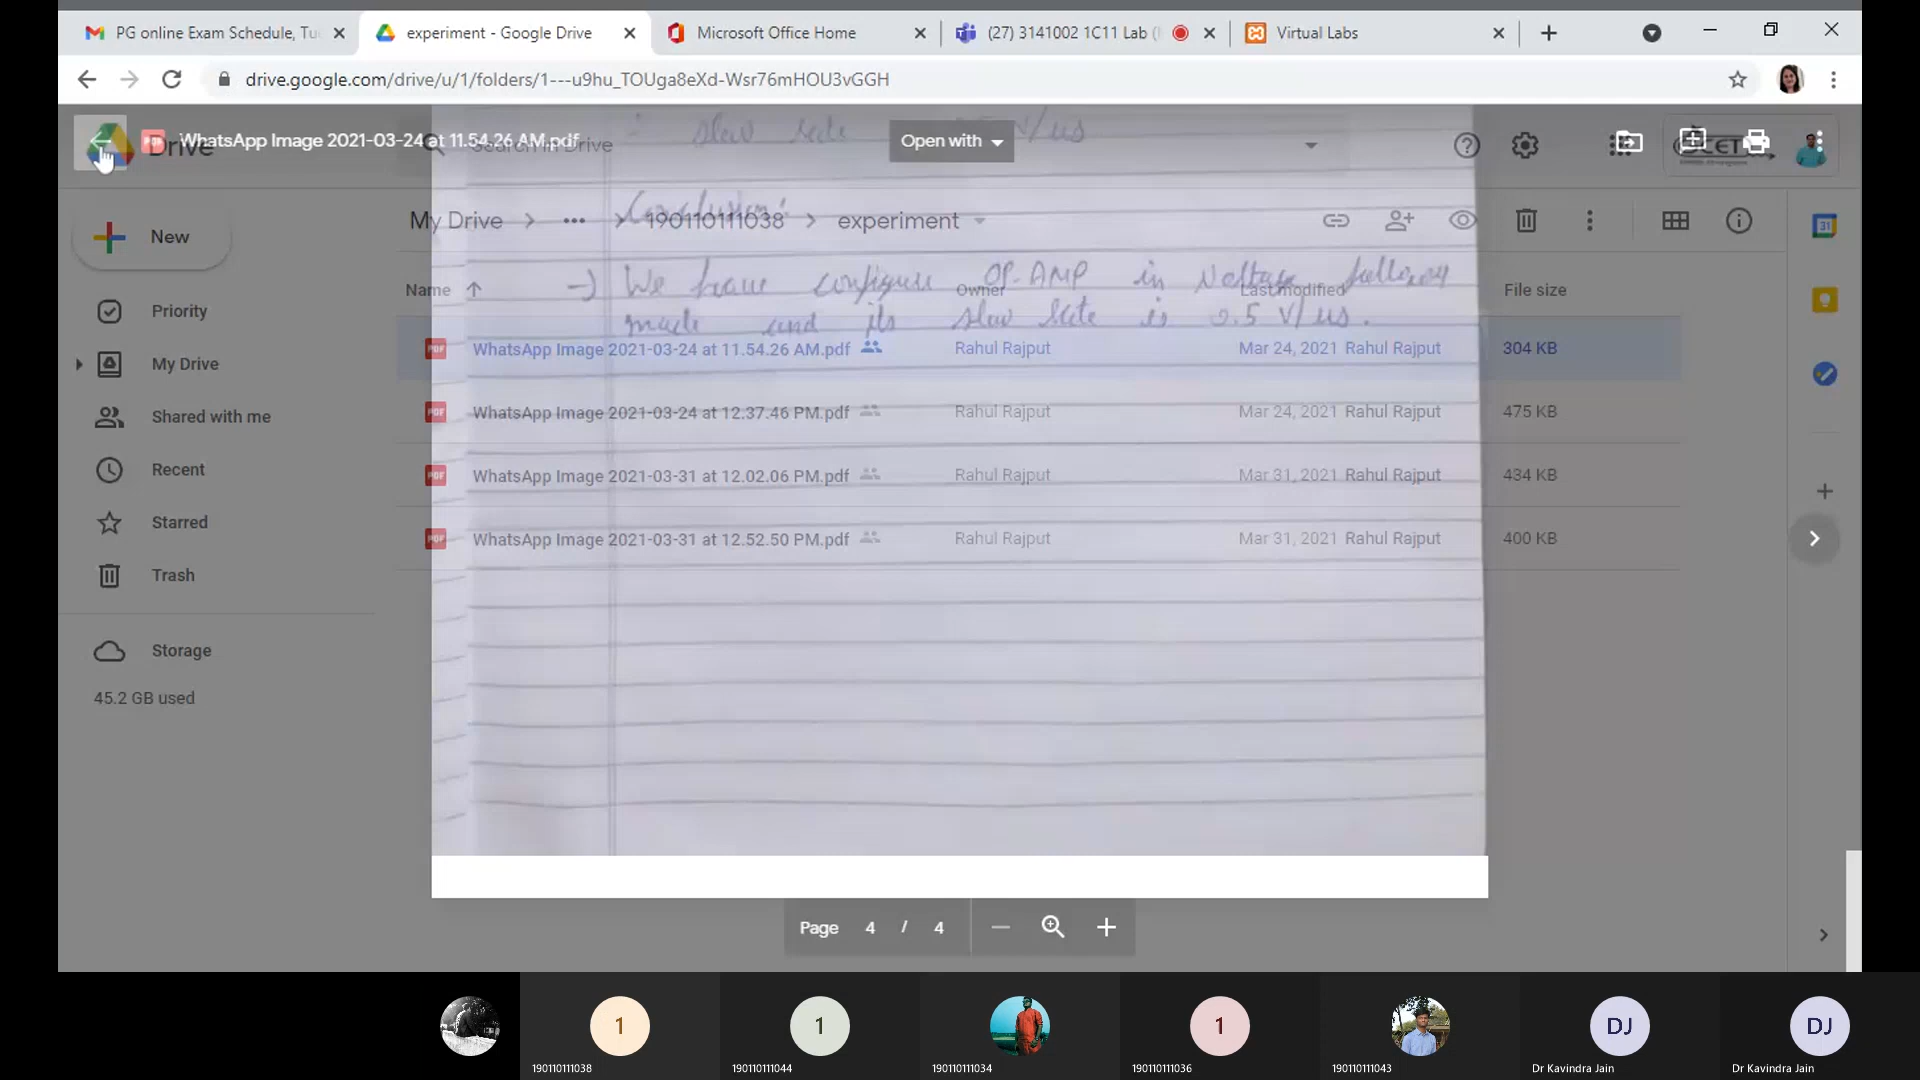 PG online Exam Schedule, Tu
experiment - Google Drive
Microsoft Office Home
(27) 3141002 1C11 Lab (
Virtual Labs
drive.google.com/drive/u/1/folders/1---u9hu_TOUga8eXd-Wsr76mHOU3vGGH
WhatsApp Image 2021-03-24 at 11.54.26 AM.pdf
Open with
Drive
Search in Drive
V/us
New
My Drive
190110111038
experiment
Conclusion:
We have configure OP-AMP in
made and its slew rate is 0.5 V/us.
Name
Owner
Last modified
File size
WhatsApp Image 2021-03-24 at 11.54.26 AM.pdf Rahul Rajput Mar 24, 2021 Rahul Rajput 304 KB
WhatsApp Image 2021-03-24 at 12.37.46 PM.pdf Rahul Rajput Mar 24, 2021 Rahul Rajput 475 KB
WhatsApp Image 2021-03-31 at 12.02.06 PM.pdf Rahul Rajput Mar 31, 2021 Rahul Rajput 434 KB
WhatsApp Image 2021-03-31 at 12.52.50 PM.pdf Rahul Rajput Mar 31, 2021 Rahul Rajput 400 KB
Priority
My Drive
Shared with me
Recent
Starred
Trash
Storage
45.2 GB used
Page 4 / 4
1
190110111038
1
190110111044
190110111034
1
190110111036
190110111043
DJ
Dr Kavindra Jain
DJ
Dr Kavindra Jain